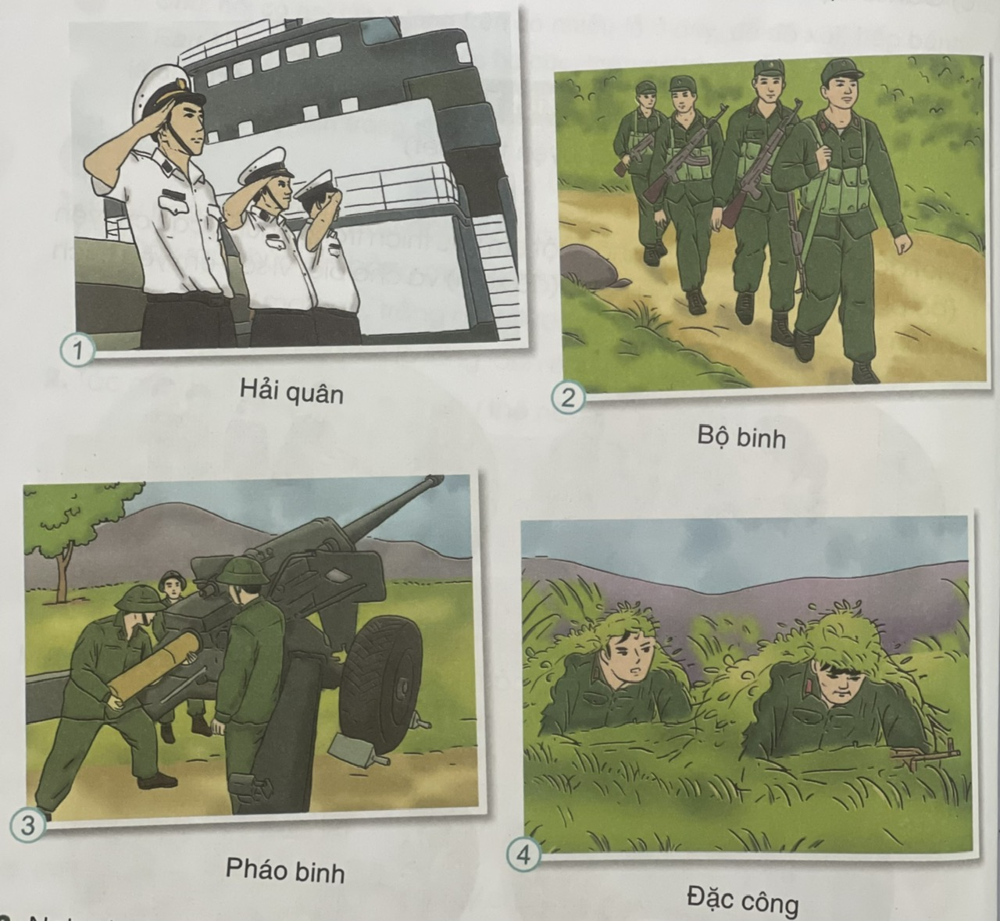 1
Hải quân
2
Bộ binh
3
Pháo binh
4
Đặc công